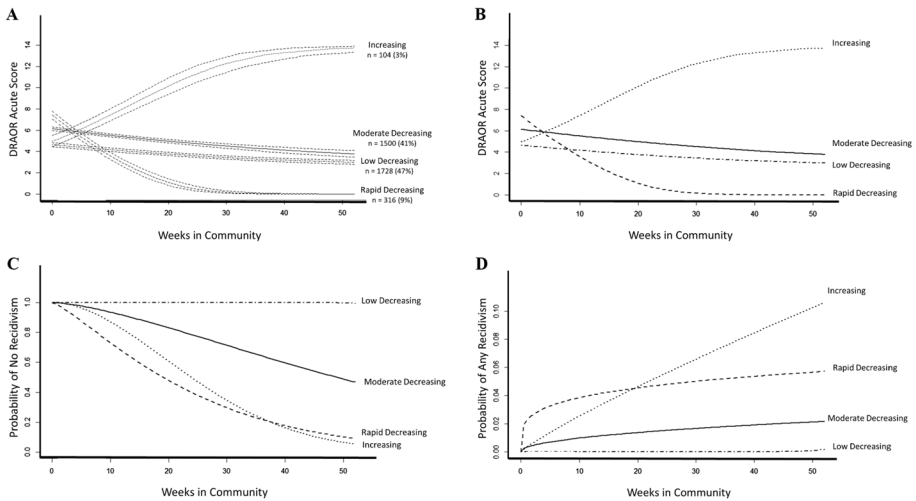 A
DRAOR Acute Score
14
12
10
8
6
4
2
0
Increasing
n = 104 (3%)
Moderate Decreasing
n = 1500 (41%)
Low Decreasing
n = 1728 (47%)
Rapid Decreasing
n = 316 (9%)
0 10 20 30 40 50
Weeks in Community
B
DRAOR Acute Score
14
12
10
8
6
4
2
0
Increasing
Moderate Decreasing
Low Decreasing
Rapid Decreasing
0 10 20 30 40 50
Weeks in Community
C
Probability of No Recidivism
1.0
0.8
0.6
0.4
0.2
0.0
Low Decreasing
Moderate Decreasing
Rapid Decreasing
Increasing
0 10 20 30 40 50
Weeks in Community
D
Probability of Any Recidivism
0.10
0.08
0.06
0.04
0.02
0.00
Increasing
Rapid Decreasing
Moderate Decreasing
Low Decreasing
0 10 20 30 40 50
Weeks in Community